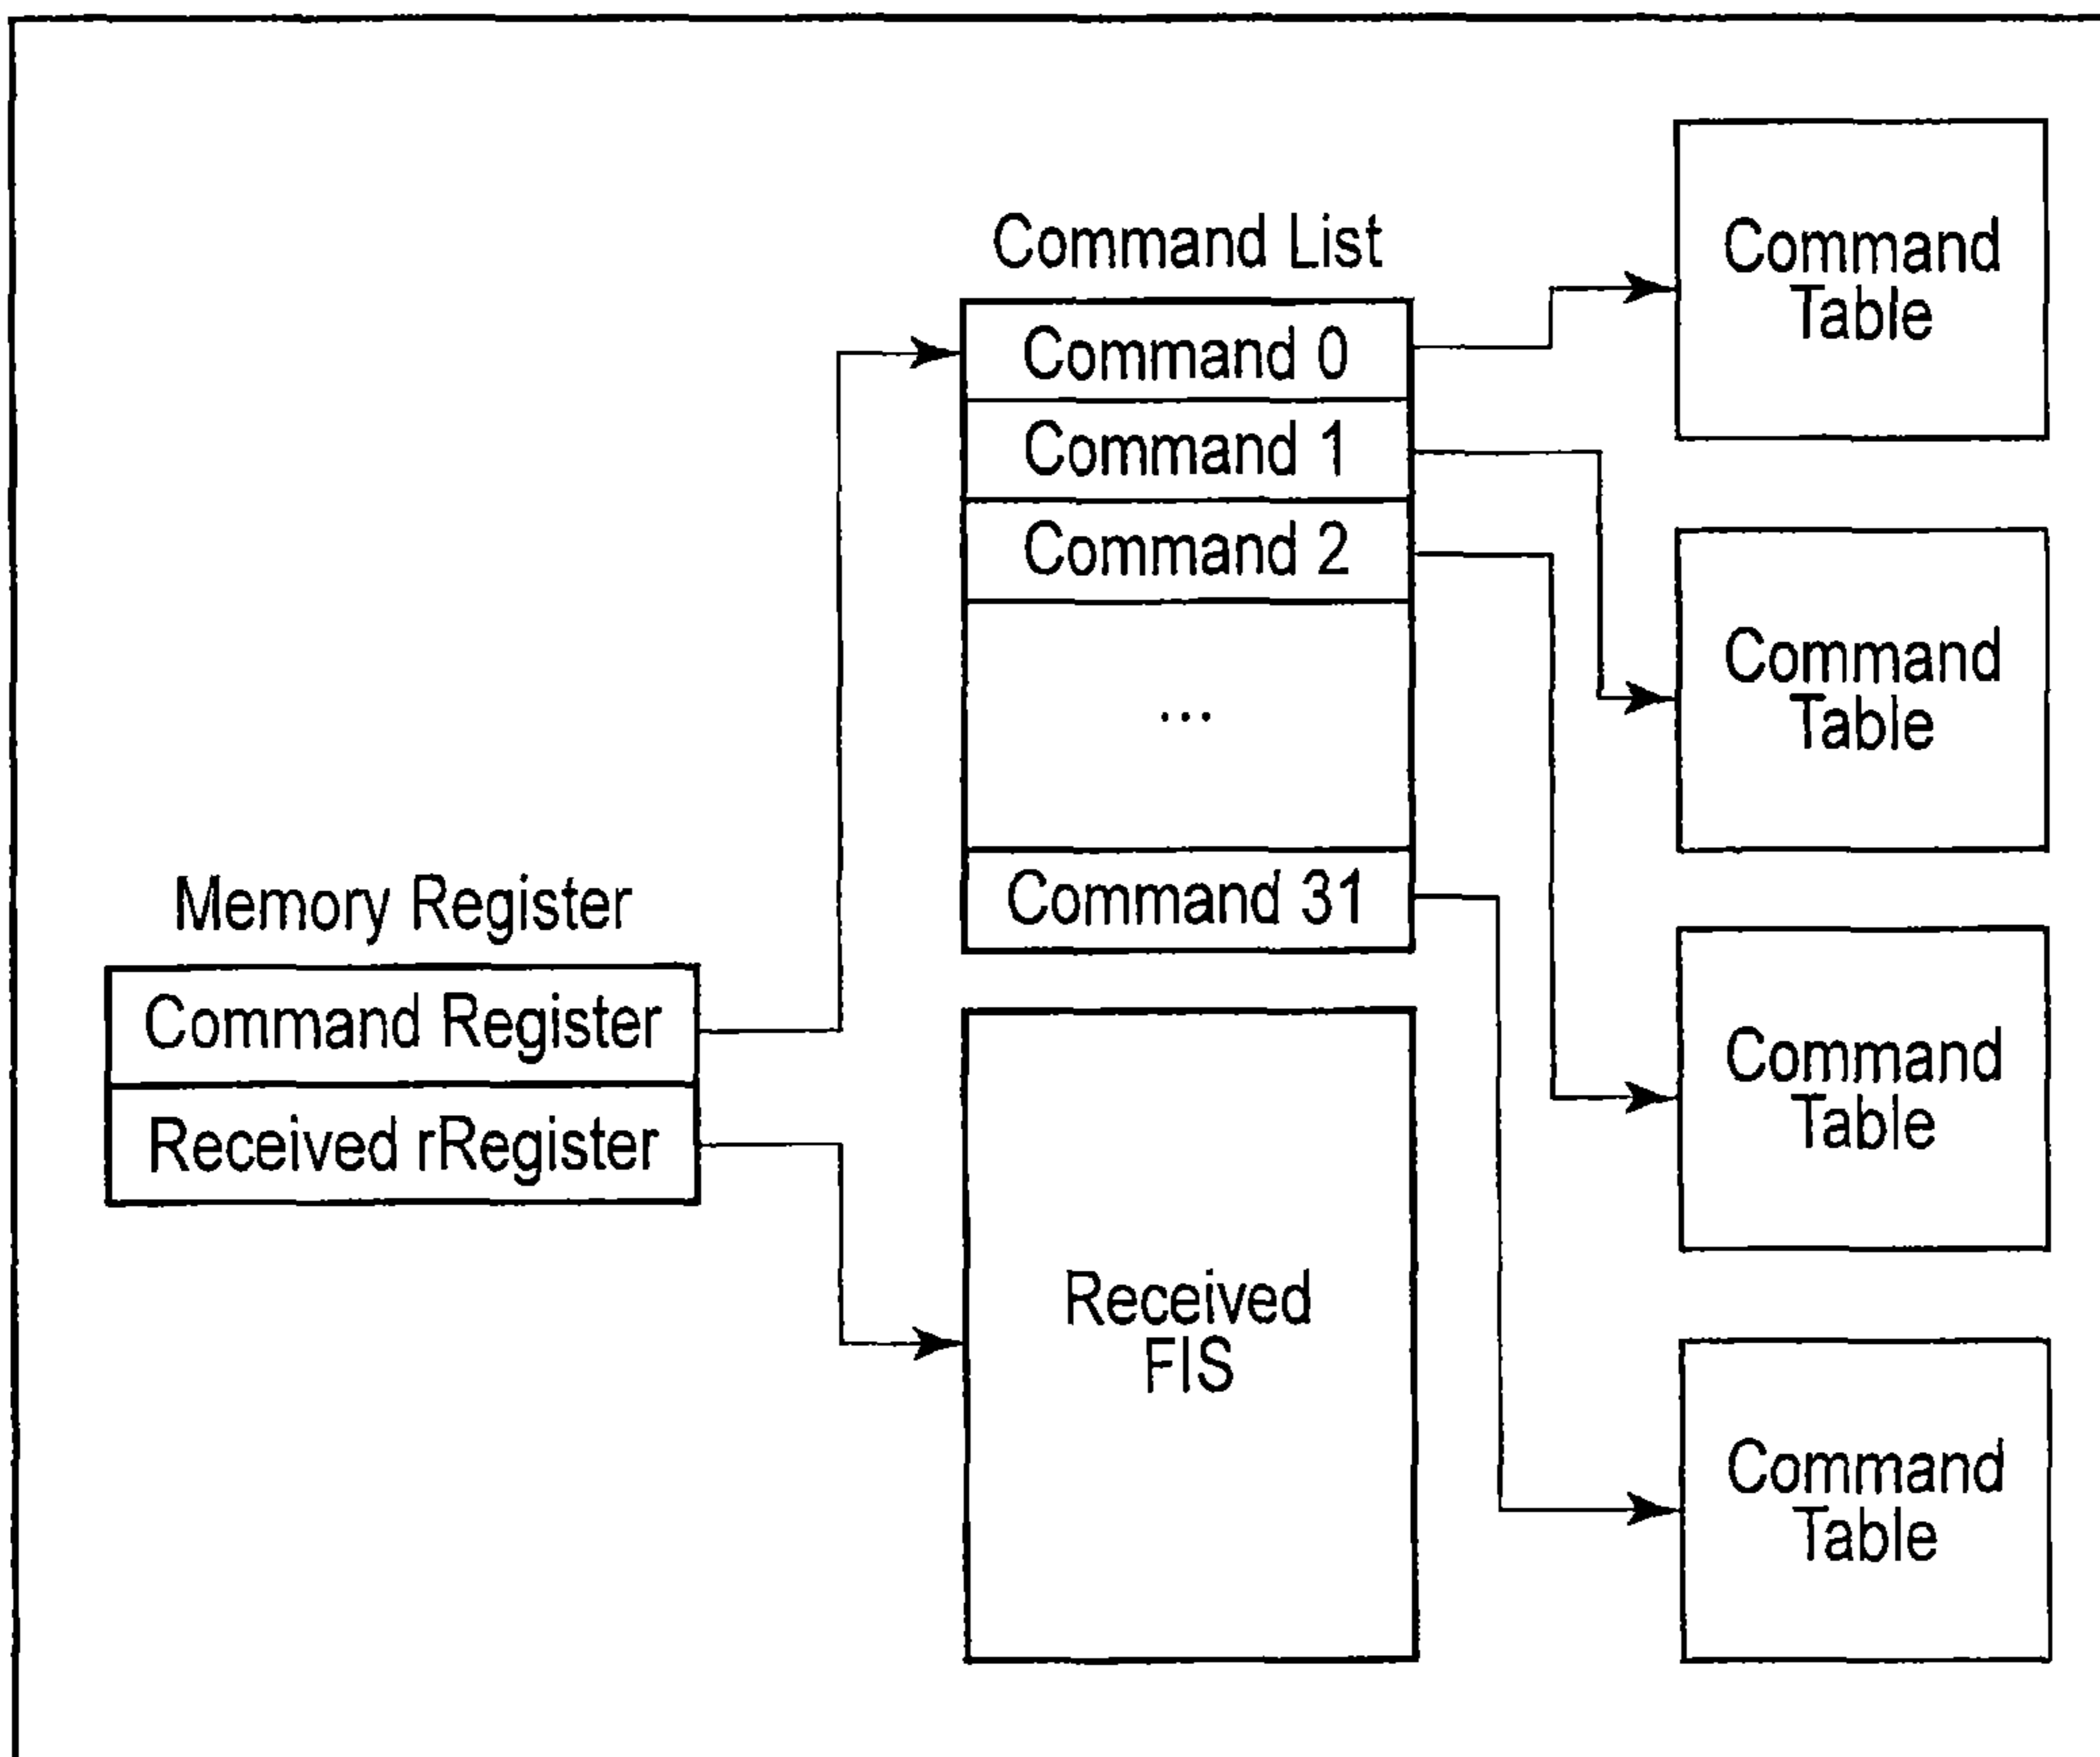 Command List
Command 0
Command 1
Command 2
...
Command 31
Memory Register
Command Register
Received rRegister
Received
FIS
Command
Table
Command
Table
Command
Table
Command
Table